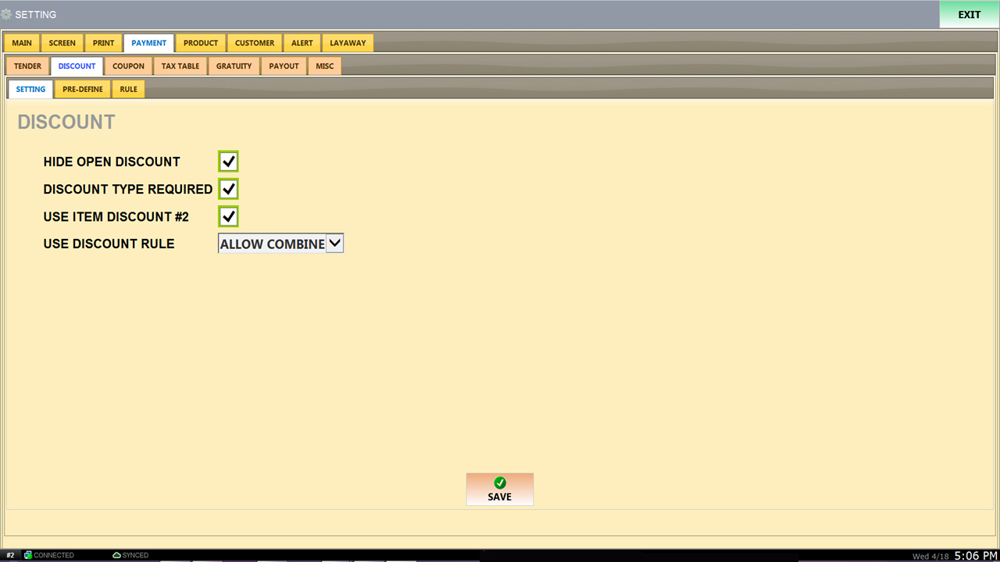 SETTING
EXIT
MAIN SCREEN PRINT PAYMENT PRODUCT CUSTOMER ALERT LAYAWAY
TENDER DISCOUNT COUPON TAX TABLE GRATUITY PAYOUT MISC
SETTING PRE-DEFINE RULE
DISCOUNT
HIDE OPEN DISCOUNT
DISCOUNT TYPE REQUIRED
USE ITEM DISCOUNT #2
USE DISCOUNT RULE ALLOW COMBINE
SAVE
#2 CONNECTED SYNCED Wed 4/18 5:06 PM